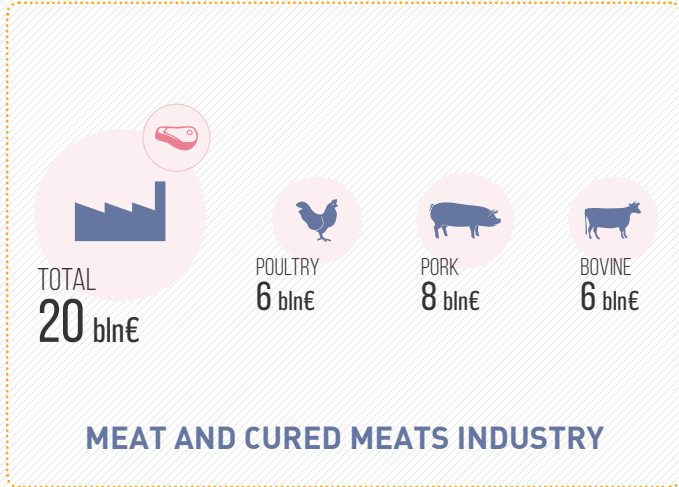 TOTAL
20 bln€
POULTRY
6 bln€
PORK
8 bln€
BOVINE
6 bln€
MEAT AND CURED MEATS INDUSTRY